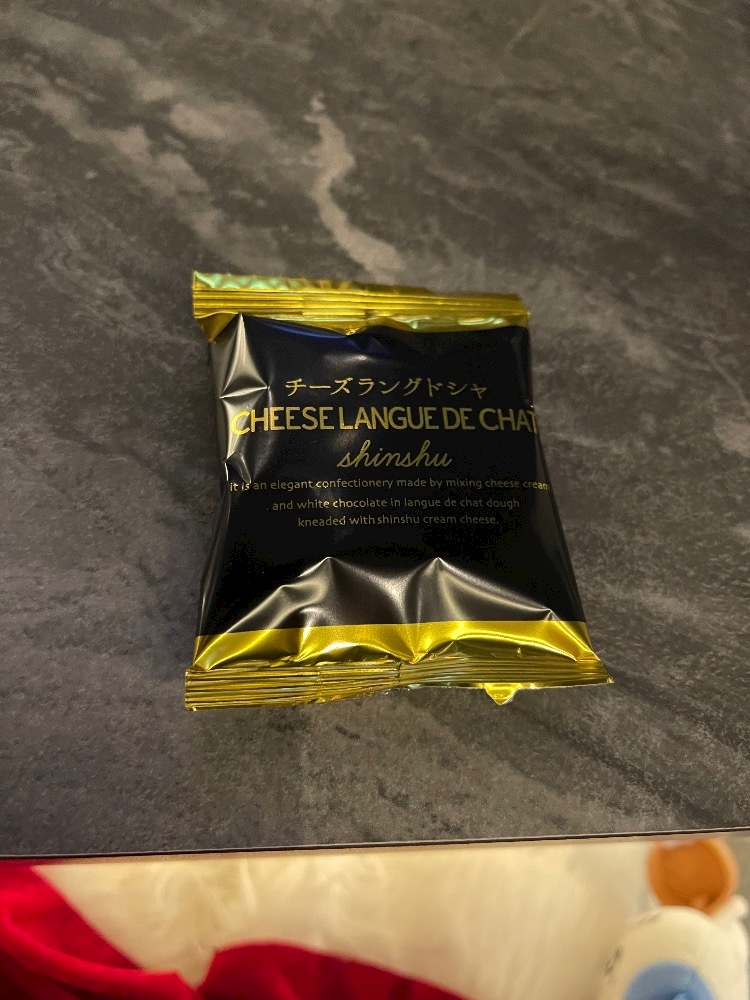 チーズラングドシャ
CHEESE LANGUE DE CHAT
shinshu
it is an elegant confectionery made by mixing cheese cream
. and white chocolate in langue de chat dough
kneaded with shinshu cream cheese.